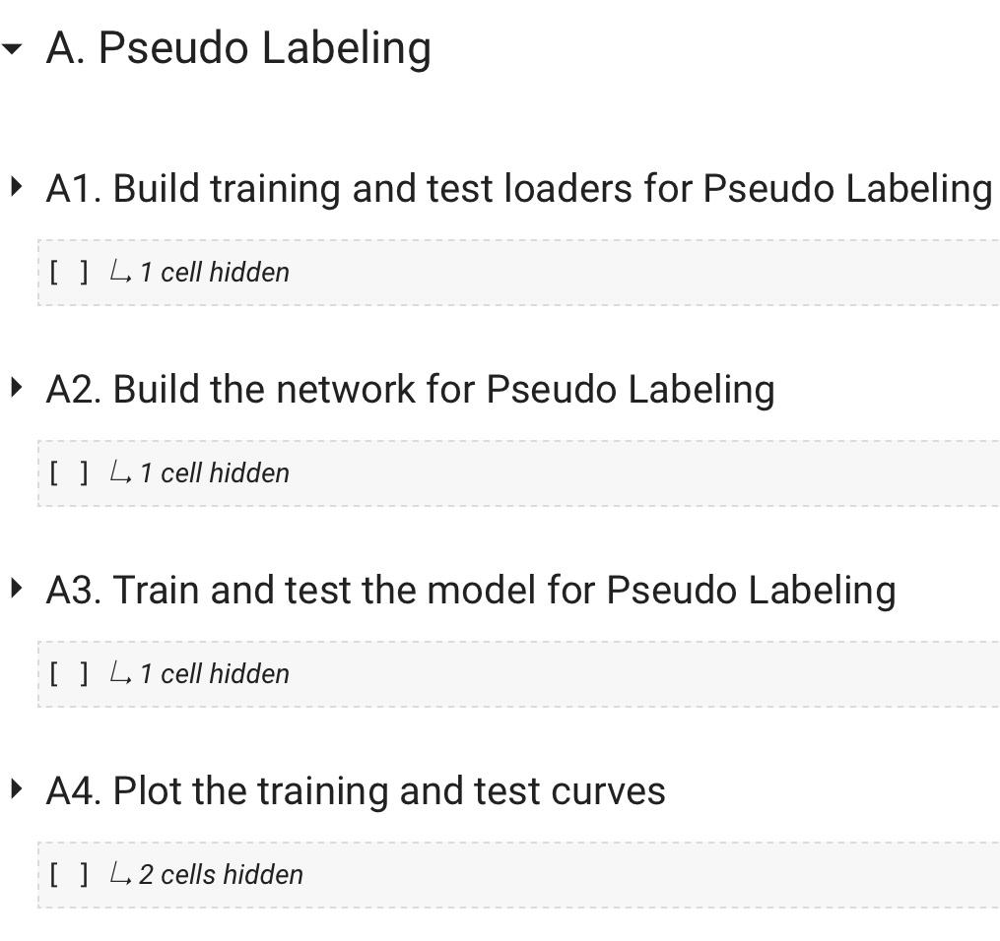 A. Pseudo Labeling
A1. Build training and test loaders for Pseudo Labeling
[ ] 1 cell hidden
A2. Build the network for Pseudo Labeling
[ ] 1 cell hidden
A3. Train and test the model for Pseudo Labeling
[ ] 1 cell hidden
A4. Plot the training and test curves
[ ] 2 cells hidden